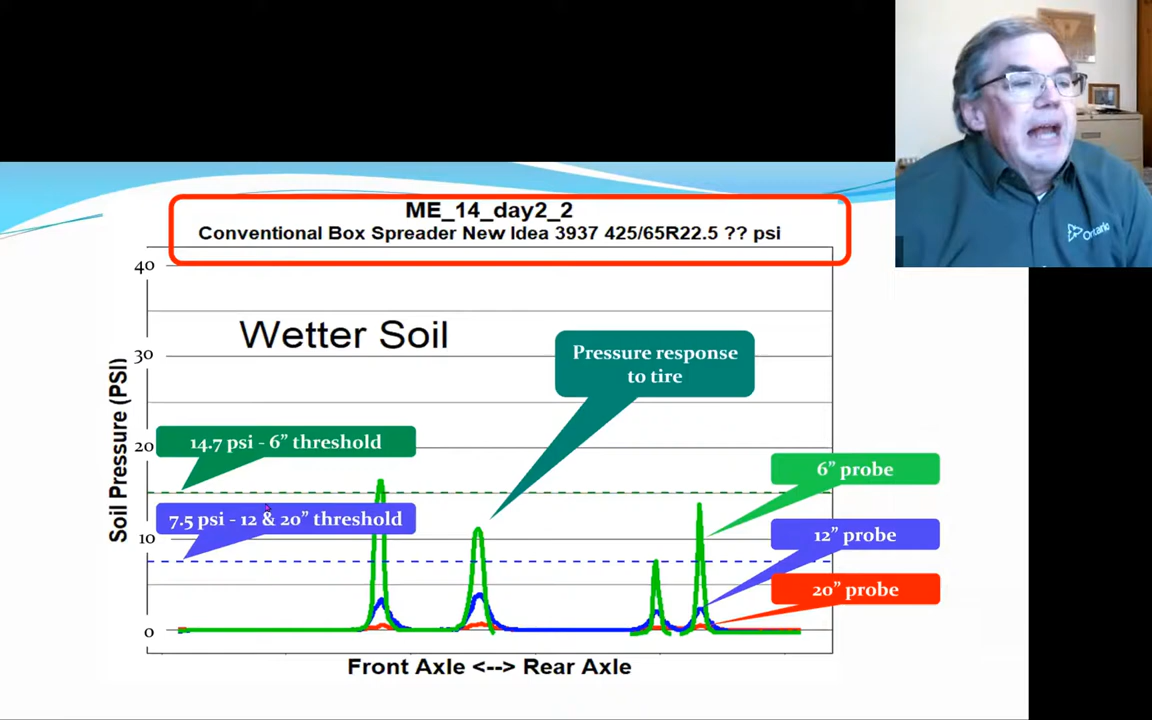 ME_14_day2_2
Conventional Box Spreader New Idea 3937 425/65R22.5 ?? psi
40
Wetter Soil
30
Pressure response
to tire
14.7 psi - 6” threshold
20
6” probe
7.5 psi - 12 & 20” threshold
10
12” probe
20” probe
0
Soil Pressure (PSI)
Front Axle <--> Rear Axle
Ontario